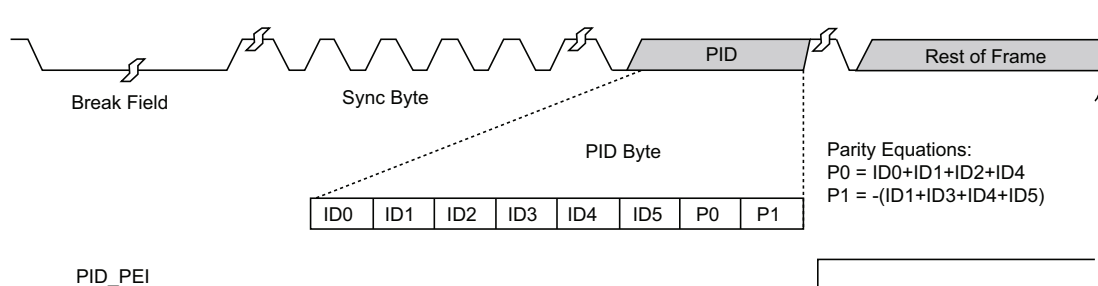 PID
Rest of Frame
Break Field
Sync Byte
PID Byte
Parity Equations:
P0 = ID0+ID1+ID2+ID4
P1 = -(ID1+ID3+ID4+ID5)
ID0 ID1 ID2 ID3 ID4 ID5 P0 P1
PID_PEI